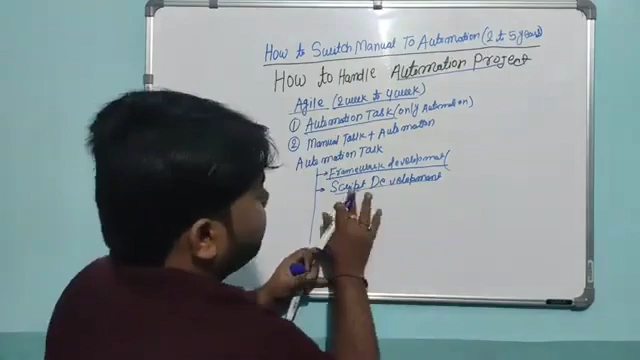 How to Switch Manual To Automation (2 to 5 years)
How to Handle Automation Project
Agile (2 week to 4 week)
① Automation Task (only Automation)
② Manual Task + Automation
Automation Task
→ Framework development
→ Script Development